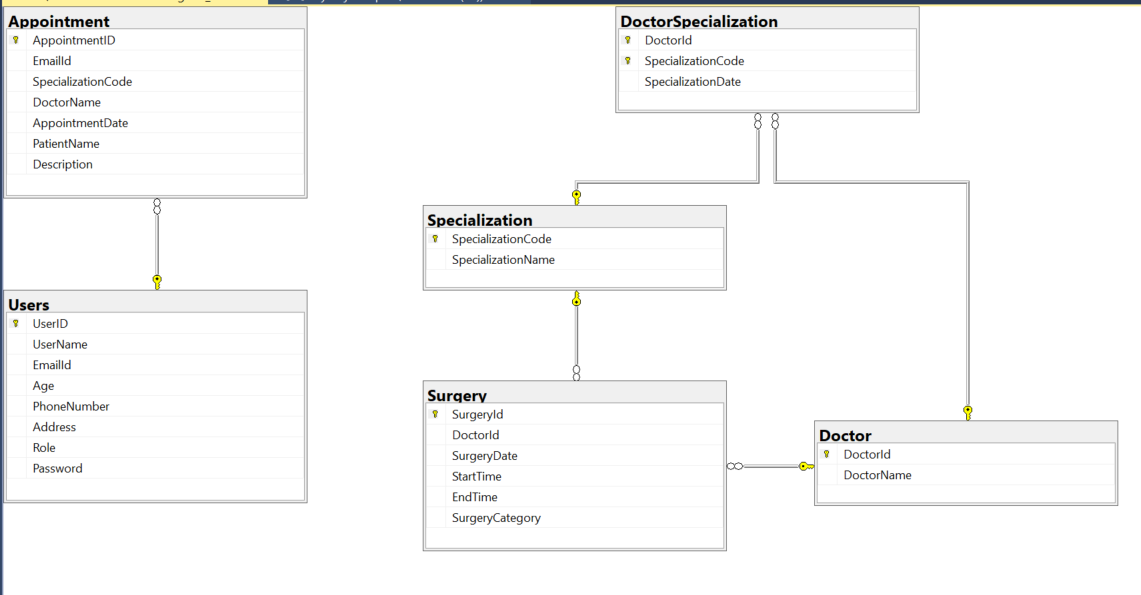 Appointment
AppointmentID
EmailId
SpecializationCode
DoctorName
AppointmentDate
PatientName
Description
DoctorSpecialization
DoctorId
SpecializationCode
SpecializationDate
Specialization
SpecializationCode
SpecializationName
Users
UserID
UserName
EmailId
Age
PhoneNumber
Address
Role
Password
Surgery
SurgeryId
DoctorId
SurgeryDate
StartTime
EndTime
SurgeryCategory
Doctor
DoctorId
DoctorName